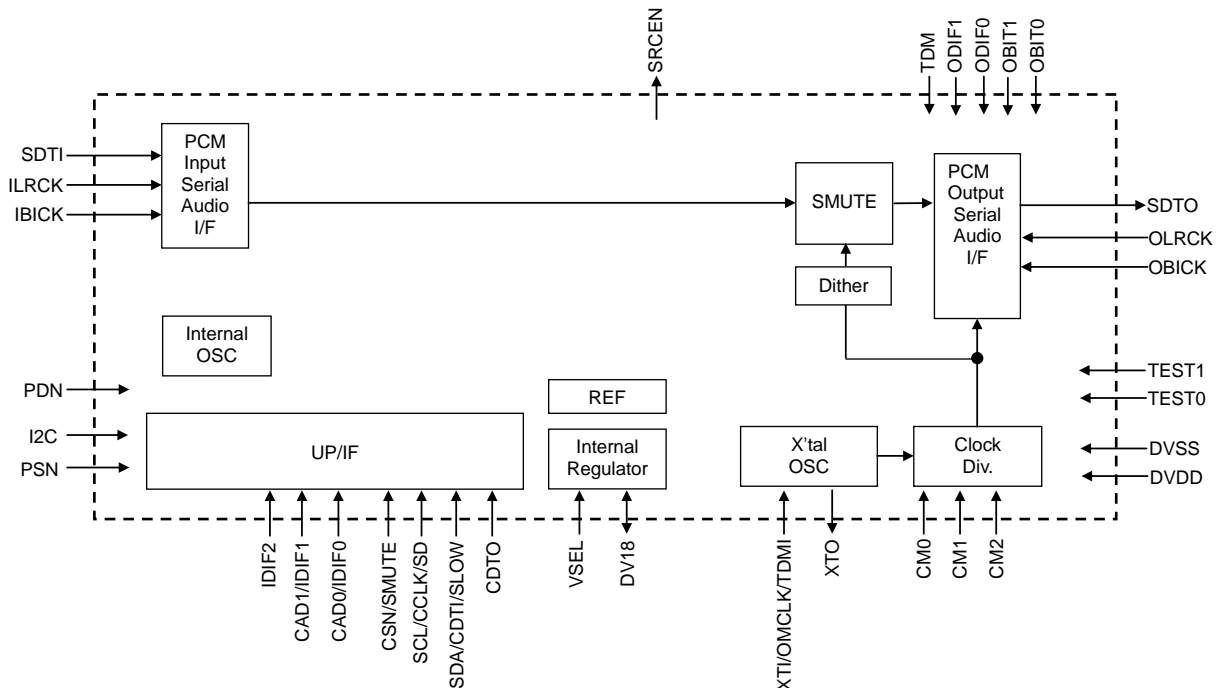 SRCEN
TDM
ODIF1
ODIF0
OBIT1
OBIT0
SDTI
ILRCK
IBICK
PCM
Input
Serial
Audio
I/F
SMUTE
PCM
Output
Serial
Audio
I/F
SDTO
OLRCK
OBICK
Dither
Internal
OSC
PDN
I2C
PSN
UP/IF
REF
Internal
Regulator
X'tal
OSC
Clock
Div.
TEST1
TEST0
DVSS
DVDD
IDIF2
CAD1/IDIF1
CAD0/IDIF0
CSN/SMUTE
SCL/CCLK/SD
SDA/CDTI/SLOW
CDTO
VSEL
DV18
XTI/OMCLK/TDMI
XTO
CM0
CM1
CM2